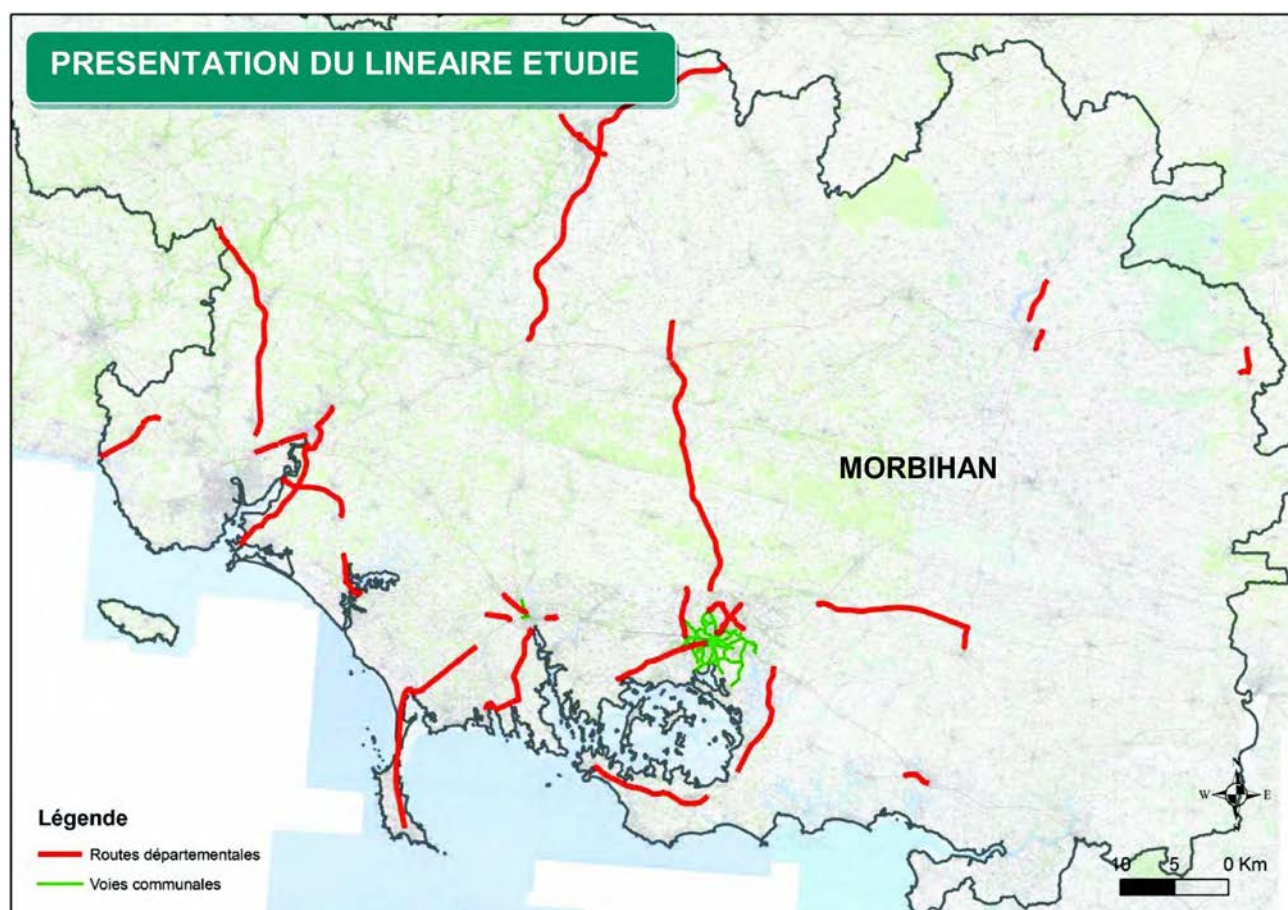 PRESENTATION DU LINEAIRE ETUDIE
MORBIHAN
Légende
Routes départementales
Voies communales
N
W E
S
10 5 0 Km